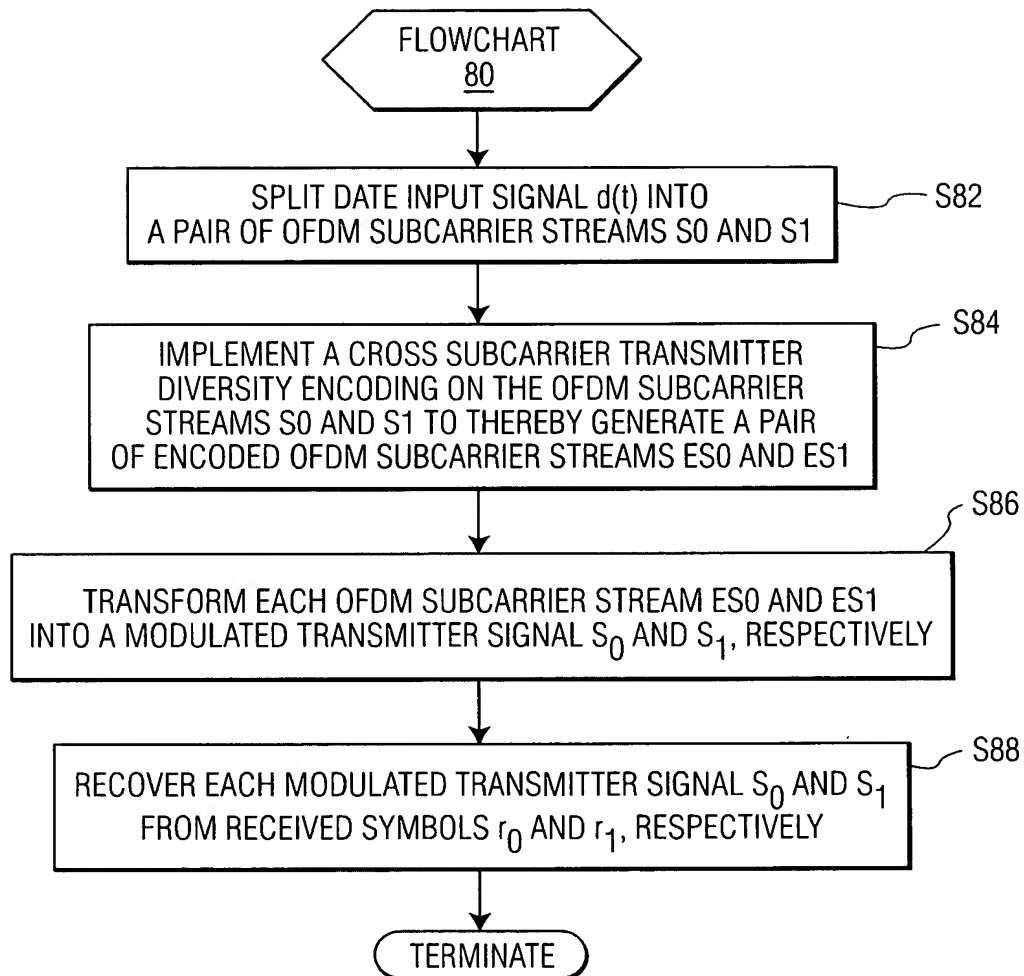 FLOWCHART
80
SPLIT DATE INPUT SIGNAL d(t) INTO
A PAIR OF OFDM SUBCARRIER STREAMS S0 AND S1
S82
S84
IMPLEMENT A CROSS SUBCARRIER TRANSMITTER
DIVERSITY ENCODING ON THE OFDM SUBCARRIER
STREAMS S0 AND S1 TO THEREBY GENERATE A PAIR
OF ENCODED OFDM SUBCARRIER STREAMS ES0 AND ES1
S86
TRANSFORM EACH OFDM SUBCARRIER STREAM ES0 AND ES1
INTO A MODULATED TRANSMITTER SIGNAL S₀ AND S₁, RESPECTIVELY
S88
RECOVER EACH MODULATED TRANSMITTER SIGNAL S₀ AND S₁
FROM RECEIVED SYMBOLS r₀ AND r₁, RESPECTIVELY
TERMINATE